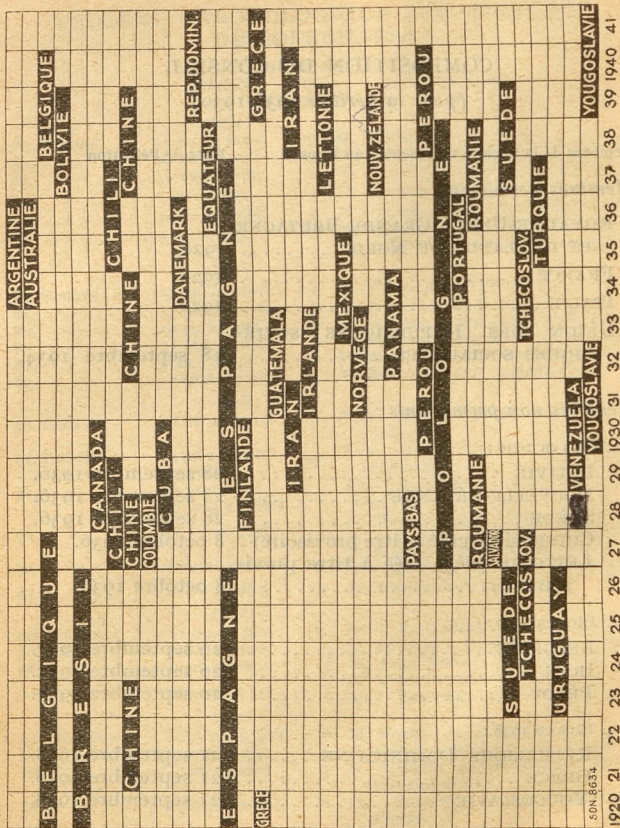 ARGENTINE
AUSTRALIE
BELGIQUE BELGIQUE
BOLIVIE
BRESIL
CANADA
CHILI CHILI
CHINE CHINE CHINE CHINE
COLOMBIE
CUBA
DANEMARK
REP. DOMIN.
EQUATEUR
ESPAGNE ESPAGNE
FINLANDE
GRECE GRECE
GUATEMALA
IRAN IRAN
IRLANDE
LETTONIE
MEXIQUE
NORVEGE
NOUV. ZELANDE
PANAMA
PAYS-BAS
PEROU PEROU
POLOGNE
PORTUGAL
ROUMANIE ROUMANIE
SALVADOR
SUEDE SUEDE
TCHECOSLOV. TCHECOSLOV.
TURQUIE
URUGUAY
VENEZUELA
YOUGOSLAVIE YOUGOSLAVIE
SDN.8634
1920 21 22 23 24 25 26 27 28 29 1930 31 32 33 34 35 36 37 38 39 1940 41